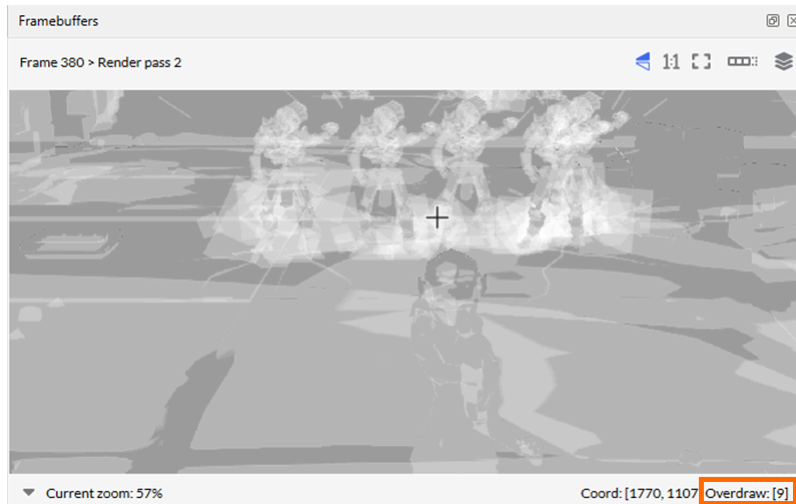 Framebuffers
Frame 380 > Render pass 2
1:1
Current zoom: 57%
Coord: [1770, 1107
Overdraw: [9]